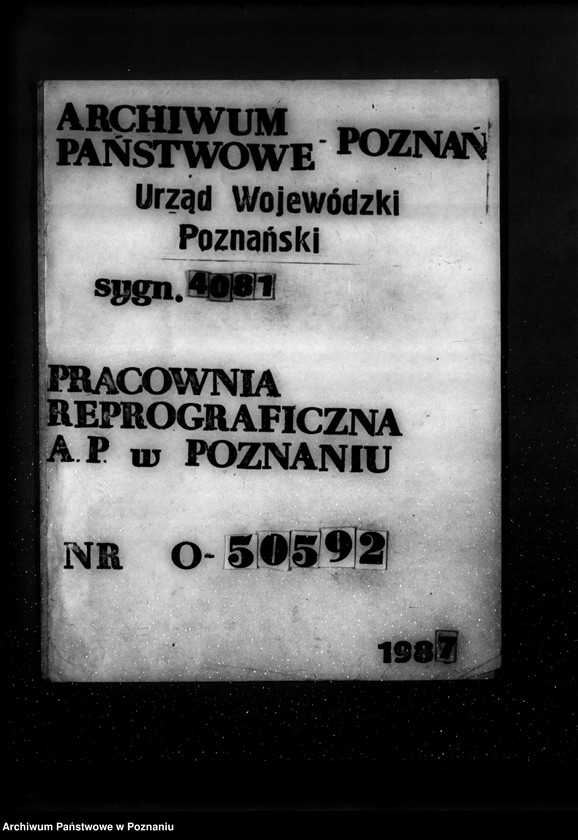 ARCHIWUM
PAŃSTWOWE - POZNAŃ
Urząd Wojewódzki
Poznański
sygn. 4081
PRACOWNIA
REPROGRAFICZNA
A.P. w POZNANIU
NR O-50592
1987
Archiwum Państwowe w Poznaniu